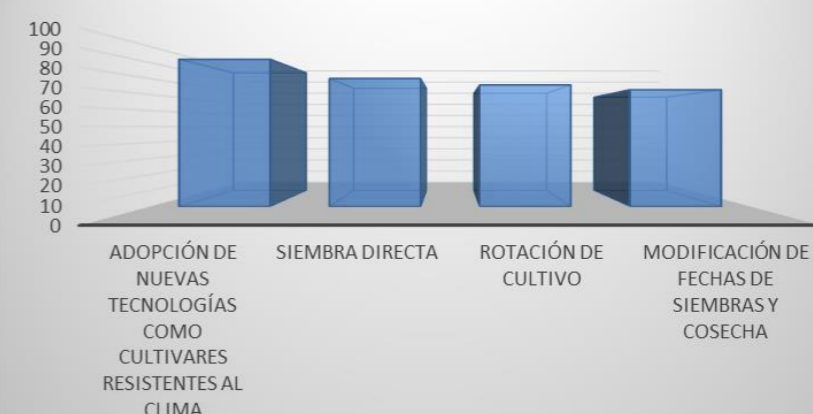 100
90
80
70
60
50
40
30
20
10
0
ADOPCIÓN DE
NUEVAS
TECNOLOGÍAS
COMO
CULTIVARES
RESISTENTES AL
CLIMA
SIEMBRA DIRECTA
ROTACIÓN DE
CULTIVO
MODIFICACIÓN DE
FECHAS DE
SIEMBRAS Y
COSECHA